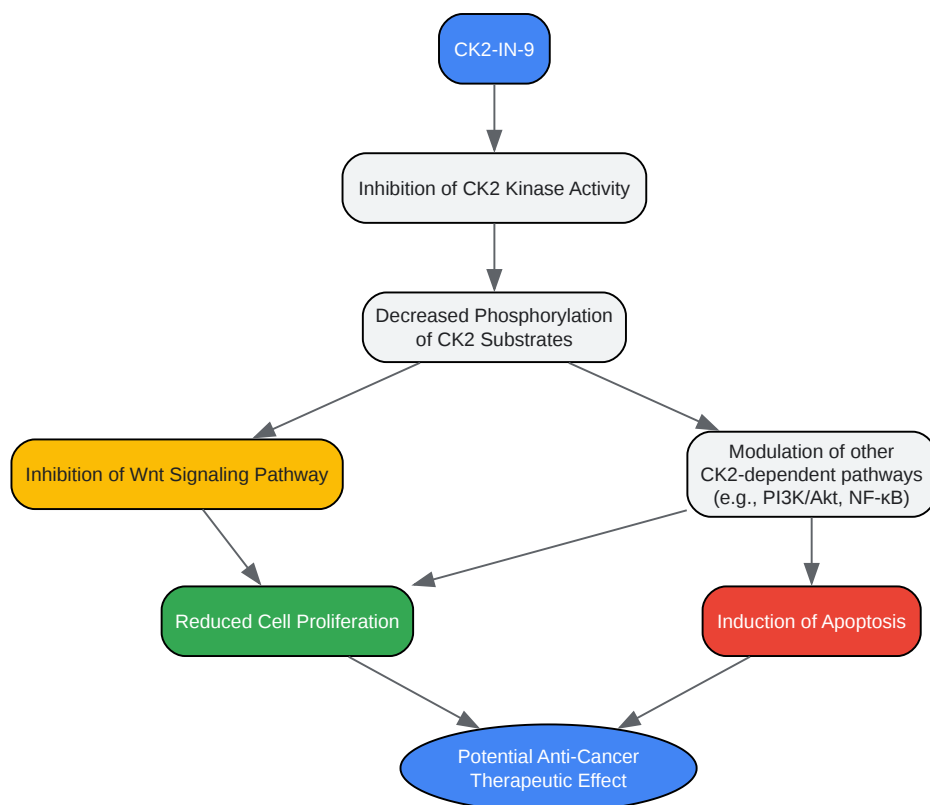 CK2-IN-9
Inhibition of CK2 Kinase Activity
Decreased Phosphorylation
of CK2 Substrates
Inhibition of Wnt Signaling Pathway
Modulation of other
CK2-dependent pathways
(e.g., PI3K/Akt, NF-κB)
Reduced Cell Proliferation
Induction of Apoptosis
Potential Anti-Cancer
Therapeutic Effect